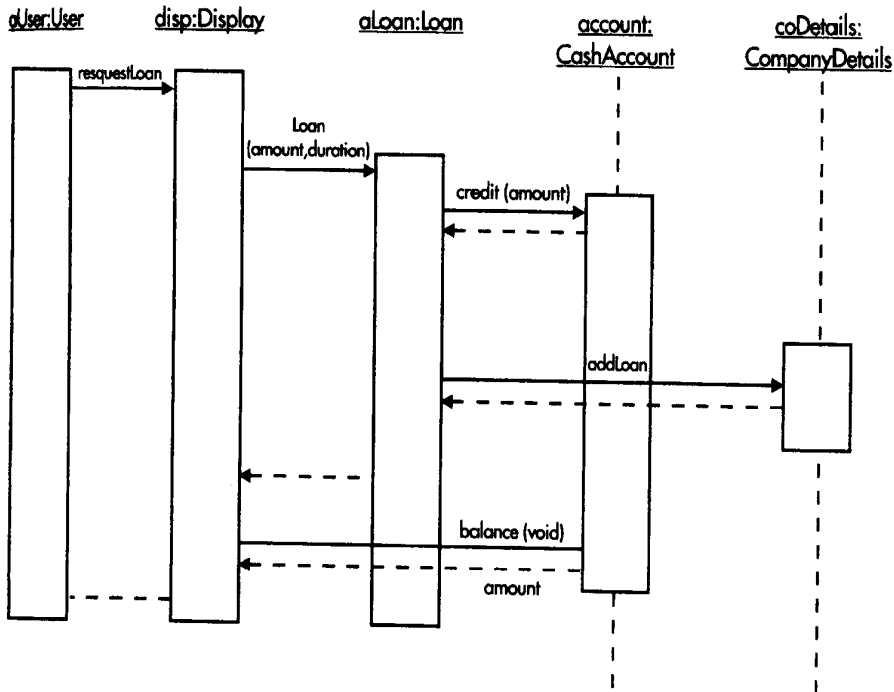 aUser:User
disp:Display
aLoan:Loan
account:
CashAccount
coDetails:
CompanyDetails
resquestLoan
Loan
(amount,duration)
credit (amount)
addLoan
balance (void)
amount